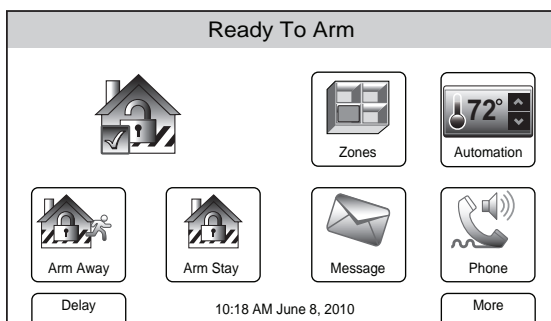 Ready To Arm
72°
Zones
Automation
Arm Away
Arm Stay
Message
Phone
Delay
10:18 AM June 8, 2010
More